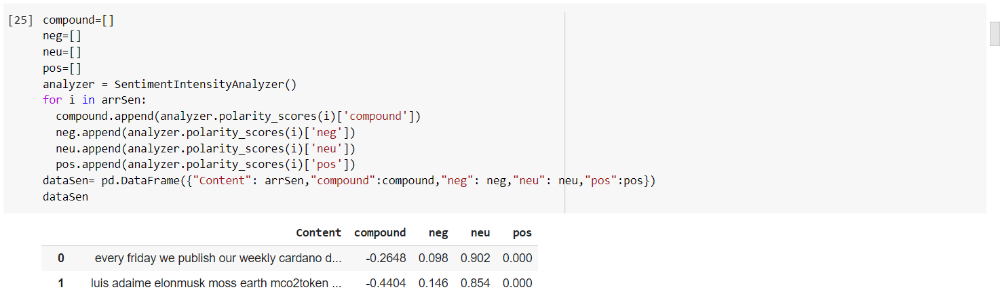 [25] compound=[]
neg=[]
neu=[]
pos=[]
analyzer = SentimentIntensityAnalyzer()
for i in arrSen:
  compound.append(analyzer.polarity_scores(i)['compound'])
  neg.append(analyzer.polarity_scores(i)['neg'])
  neu.append(analyzer.polarity_scores(i)['neu'])
  pos.append(analyzer.polarity_scores(i)['pos'])
dataSen= pd.DataFrame({"Content": arrSen,"compound":compound,"neg": neg,"neu": neu,"pos":pos})
dataSen
Content compound neg neu pos
0 every friday we publish our weekly cardano d... -0.2648 0.098 0.902 0.000
1 luis adaime elonmusk moss earth mco2token ... -0.4404 0.146 0.854 0.000